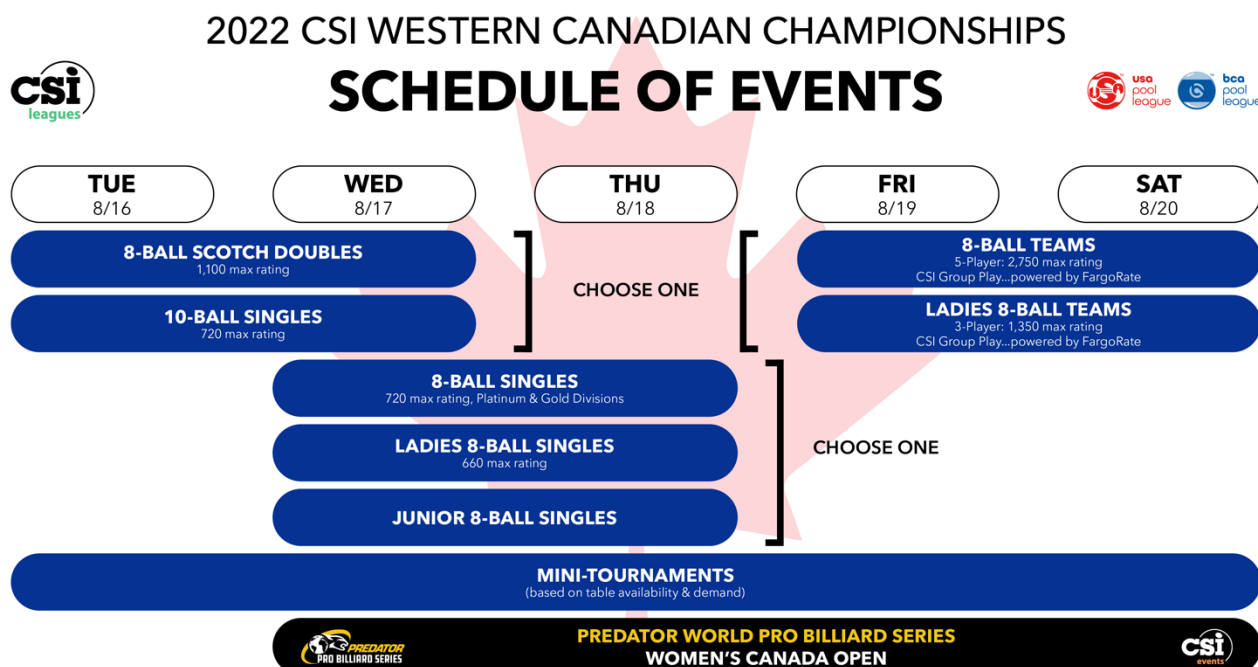 2022 CSI WESTERN CANADIAN CHAMPIONSHIPS
SCHEDULE OF EVENTS
csi
leagues
USA
usa
pool
league
bca
pool
league
TUE
8/16
WED
8/17
THU
8/18
FRI
8/19
SAT
8/20
8-BALL SCOTCH DOUBLES
1,100 max rating
10-BALL SINGLES
720 max rating
CHOOSE ONE
8-BALL TEAMS
5-Player: 2,750 max rating
CSI Group Play...powered by FargoRate
LADIES 8-BALL TEAMS
3-Player: 1,350 max rating
CSI Group Play...powered by FargoRate
8-BALL SINGLES
720 max rating, Platinum & Gold Divisions
LADIES 8-BALL SINGLES
660 max rating
JUNIOR 8-BALL SINGLES
CHOOSE ONE
MINI-TOURNAMENTS
(based on table availability & demand)
PREDATOR
PRO BILLIARD SERIES
PREDATOR WORLD PRO BILLIARD SERIES
WOMEN'S CANADA OPEN
csi
events